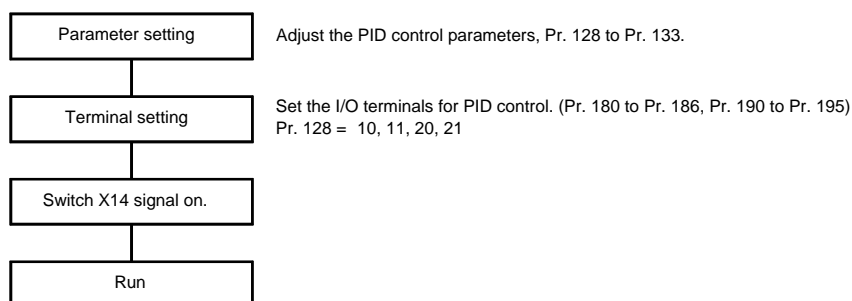 Parameter setting
Adjust the PID control parameters, Pr. 128 to Pr. 133.
Terminal setting
Set the I/O terminals for PID control. (Pr. 180 to Pr. 186, Pr. 190 to Pr. 195)
Pr. 128 = 10, 11, 20, 21
Switch X14 signal on.
Run